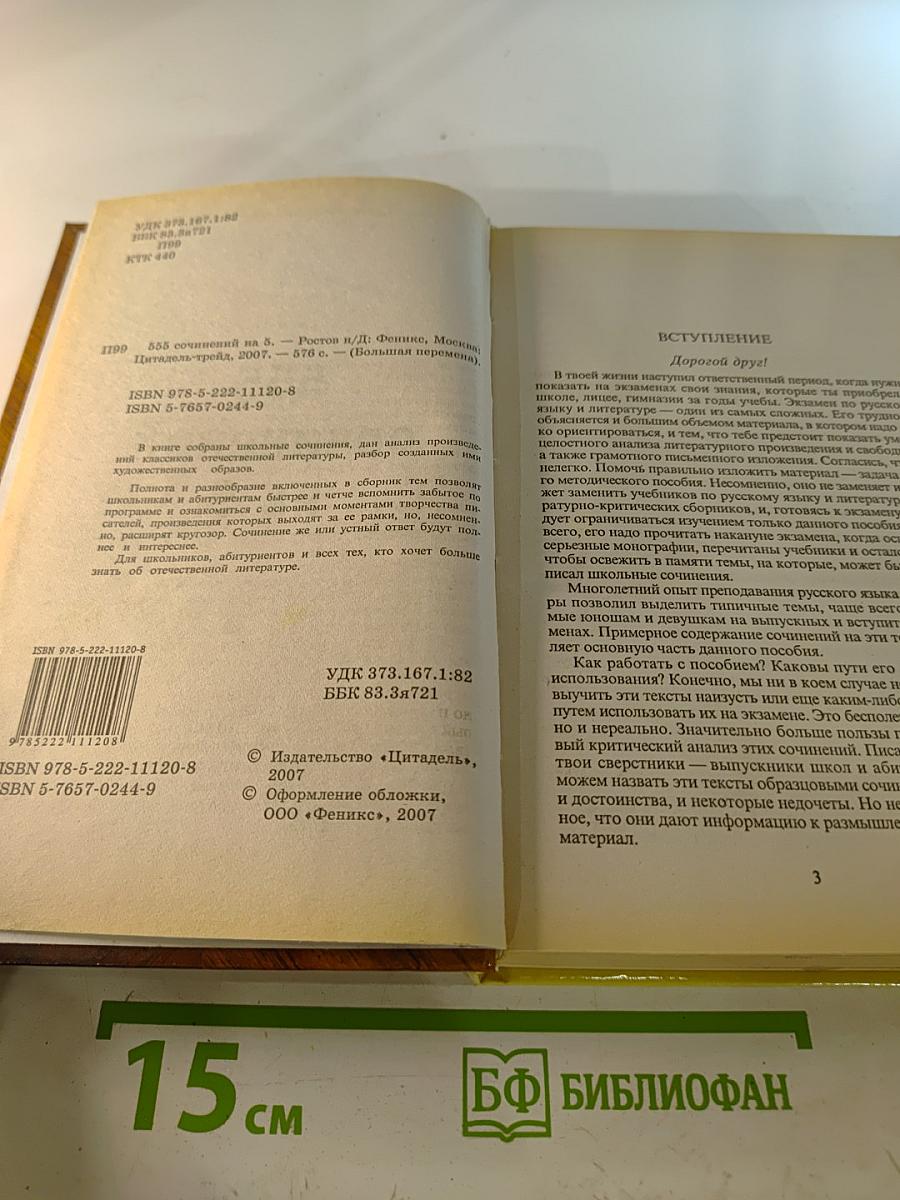 УДК 373.167.1:82
ББК 83.3я721
П99
КТК 440
П99 555 сочинений на 5. — Ростов н/Д: Феникс, Москва:
Цитадель-трейд, 2007. — 576 с. — (Большая перемена).
ISBN 978-5-222-11120-8
ISBN 5-7657-0244-9
В книге собраны школьные сочинения, дан анализ произведе-
ний классиков отечественной литературы, разбор созданных ими
художественных образов.
Полнота и разнообразие включенных в сборник тем позволят
школьникам и абитуриентам быстрее и четче вспомнить забытое по
программе и ознакомиться с основными моментами творчества пи-
сателей, произведения которых выходят за ее рамки, но, несомнен-
но, расширят кругозор. Сочинение же или устный ответ будут пол-
нее и интереснее.
Для школьников, абитуриентов и всех тех, кто хочет больше
знать об отечественной литературе.
ISBN 978-5-222-11120-8
9785222111208
УДК 373.167.1:82
ББК 83.3я721
ISBN 978-5-222-11120-8
ISBN 5-7657-0244-9
© Издательство «Цитадель»,
2007
© Оформление обложки,
ООО «Феникс», 2007
ВСТУПЛЕНИЕ
Дорогой друг!
В твоей жизни наступил ответственный период, когда нужн
показать на экзаменах свои знания, которые ты приобрел
школе, лицее, гимназии за годы учебы. Экзамен по русско
языку и литературе — один из самых сложных. Его трудно
объясняется и большим объемом материала, в котором надо
ко ориентироваться, и тем, что тебе предстоит показать ум
целостного анализа литературного произведения и свобод
а также грамотного письменного изложения. Согласись, ч
нелегко. Помочь правильно изложить материал — задача
го методического пособия. Несомненно, оно не заменяет и
жет заменить учебников по русскому языку и литератур
ратурно-критических сборников, и, готовясь к экзамену
дует ограничиваться изучением только данного пособия
всего, его надо прочитать накануне экзамена, когда ос
серьезные монографии, перечитаны учебники и остало
чтобы освежить в памяти темы, на которые, может бы
писал школьные сочинения.
Многолетний опыт преподавания русского языка
ры позволил выделить типичные темы, чаще всего
мые юношам и девушкам на выпускных и вступит
менах. Примерное содержание сочинений на эти т
ляет основную часть данного пособия.
Как работать с пособием? Каковы пути его
использования? Конечно, мы ни в коем случае н
выучить эти тексты наизусть или еще каким-либо
путем использовать их на экзамене. Это бесполе
но и нереально. Значительно больше пользы п
вый критический анализ этих сочинений. Писа
твои сверстники — выпускники школ и аби
можем назвать эти тексты образцовыми сочин
и достоинства, и некоторые недочеты. Но не
ное, что они дают информацию к размышле
материал.
3
15 см
БФ БИБЛИОФАН